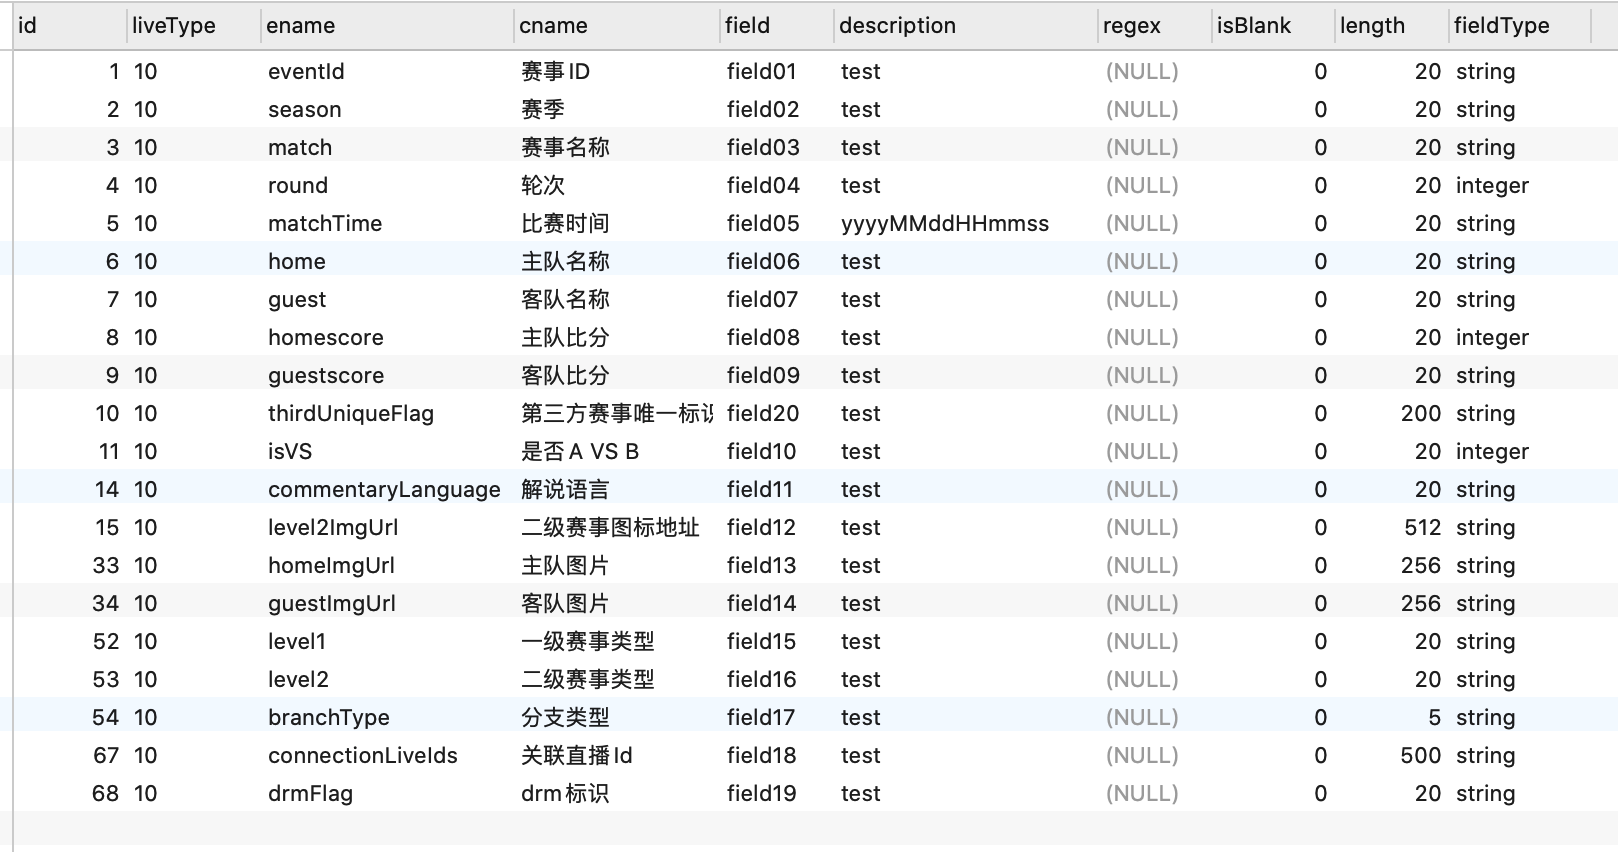 id liveType ename cname field description regex isBlank length fieldType
1 10 eventId 赛事ID field01 test (NULL) 0 20 string
2 10 season 赛季 field02 test (NULL) 0 20 string
3 10 match 赛事名称 field03 test (NULL) 0 20 string
4 10 round 轮次 field04 test (NULL) 0 20 integer
5 10 matchTime 比赛时间 field05 yyyyMMddHHmmss (NULL) 0 20 string
6 10 home 主队名称 field06 test (NULL) 0 20 string
7 10 guest 客队名称 field07 test (NULL) 0 20 string
8 10 homescore 主队比分 field08 test (NULL) 0 20 integer
9 10 guestscore 客队比分 field09 test (NULL) 0 20 string
10 10 thirdUniqueFlag 第三方赛事唯一标识 field20 test (NULL) 0 200 string
11 10 isVS 是否A VS B field10 test (NULL) 0 20 integer
14 10 commentaryLanguage 解说语言 field11 test (NULL) 0 20 string
15 10 level2ImgUrl 二级赛事图标地址 field12 test (NULL) 0 512 string
33 10 homeImgUrl 主队图片 field13 test (NULL) 0 256 string
34 10 guestImgUrl 客队图片 field14 test (NULL) 0 256 string
52 10 level1 一级赛事类型 field15 test (NULL) 0 20 string
53 10 level2 二级赛事类型 field16 test (NULL) 0 20 string
54 10 branchType 分支类型 field17 test (NULL) 0 5 string
67 10 connectionLiveIds 关联直播Id field18 test (NULL) 0 500 string
68 10 drmFlag drm标识 field19 test (NULL) 0 20 string